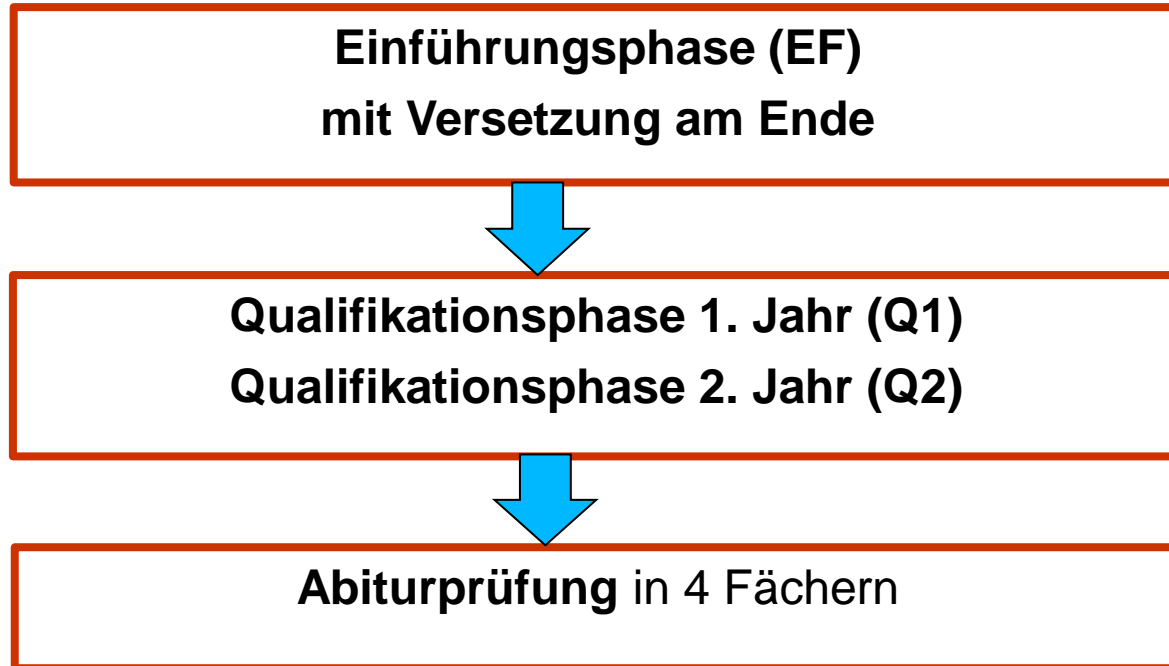 Einführungsphase (EF)
mit Versetzung am Ende
Qualifikationsphase 1. Jahr (Q1)
Qualifikationsphase 2. Jahr (Q2)
Abiturprüfung in 4 Fächern